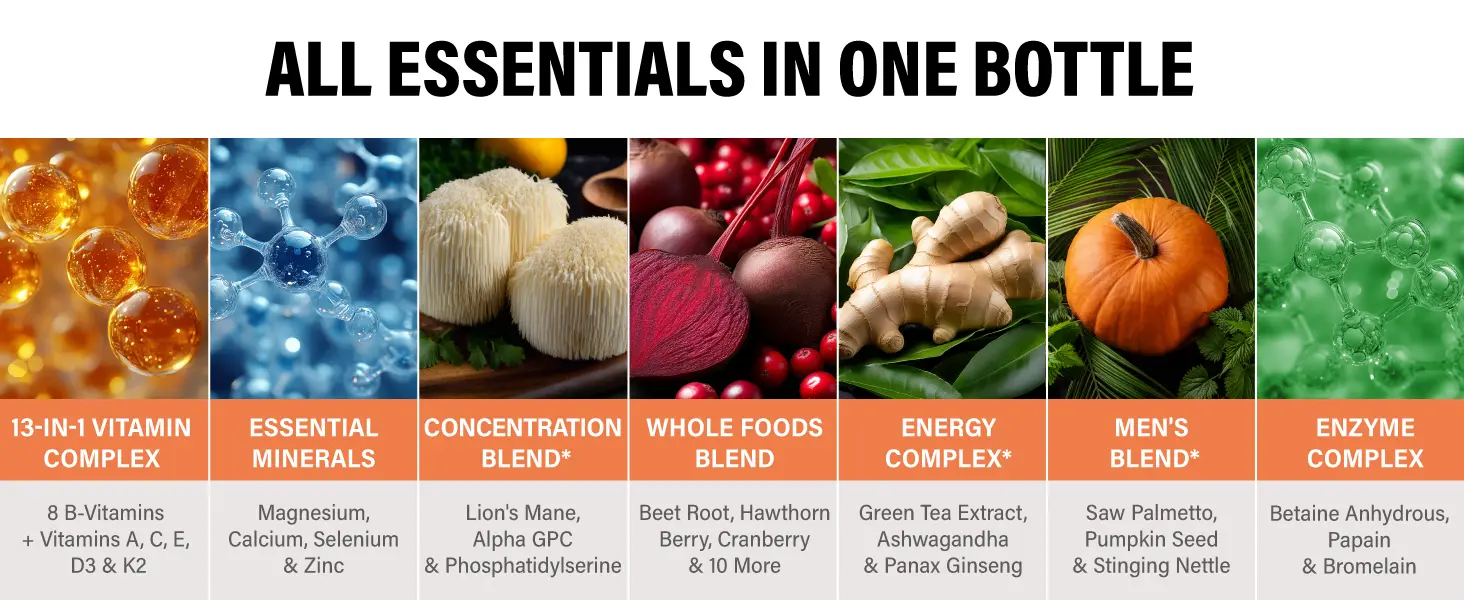 ALL ESSENTIALS IN ONE BOTTLE
13-IN-1 VITAMIN
COMPLEX
8 B-Vitamins
+ Vitamins A, C, E,
D3 & K2
ESSENTIAL
MINERALS
Magnesium,
Calcium, Selenium
& Zinc
CONCENTRATION
BLEND*
Lion's Mane,
Alpha GPC
& Phosphatidylserine
WHOLE FOODS
BLEND
Beet Root, Hawthorn
Berry, Cranberry
& 10 More
ENERGY
COMPLEX*
Green Tea Extract,
Ashwagandha
& Panax Ginseng
MEN'S
BLEND*
Saw Palmetto,
Pumpkin Seed
& Stinging Nettle
ENZYME
COMPLEX
Betaine Anhydrous,
Papain
& Bromelain